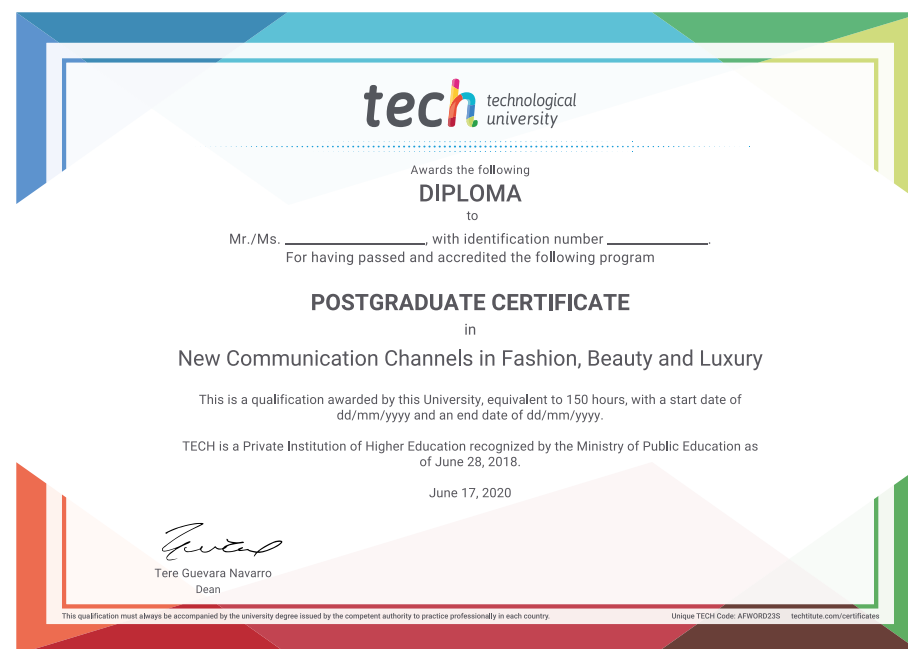 tech technological
university
Awards the following
DIPLOMA
to
Mr./Ms. ____________________, with identification number ______________.
For having passed and accredited the following program
POSTGRADUATE CERTIFICATE
in
New Communication Channels in Fashion, Beauty and Luxury
This is a qualification awarded by this University, equivalent to 150 hours, with a start date of
dd/mm/yyyy and an end date of dd/mm/yyyy.
TECH is a Private Institution of Higher Education recognized by the Ministry of Public Education as
of June 28, 2018.
June 17, 2020
Tere Guevara Navarro
Dean
This qualification must always be accompanied by the university degree issued by the competent authority to practice professionally in each country.
Unique TECH Code: AFWORD23S techtitute.com/certificates